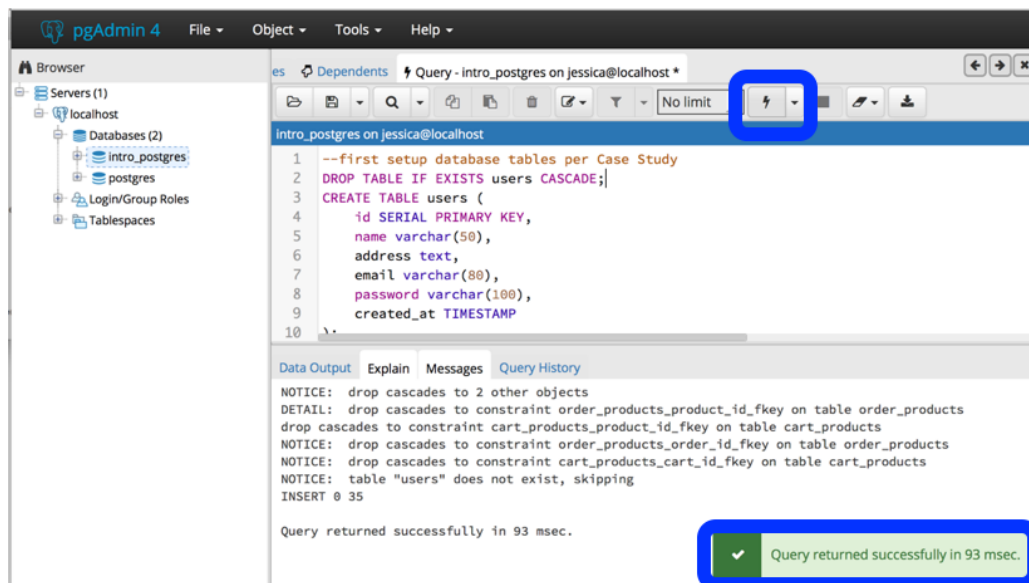 pgAdmin 4 File Object Tools Help
Browser
Servers (1)
localhost
Databases (2)
intro_postgres
postgres
Login/Group Roles
Tablespaces
es Dependents Query - intro_postgres on jessica@localhost *
No limit
intro_postgres on jessica@localhost
1 --first setup database tables per Case Study
2 DROP TABLE IF EXISTS users CASCADE;
3 CREATE TABLE users (
4 id SERIAL PRIMARY KEY,
5 name varchar(50),
6 address text,
7 email varchar(80),
8 password varchar(100),
9 created_at TIMESTAMP
10 );
Data Output Explain Messages Query History
NOTICE: drop cascades to 2 other objects
DETAIL: drop cascades to constraint order_products_product_id_fkey on table order_products
drop cascades to constraint cart_products_product_id_fkey on table cart_products
NOTICE: drop cascades to constraint order_products_order_id_fkey on table order_products
NOTICE: drop cascades to constraint cart_products_cart_id_fkey on table cart_products
NOTICE: table "users" does not exist, skipping
INSERT 0 35
Query returned successfully in 93 msec.
Query returned successfully in 93 msec.